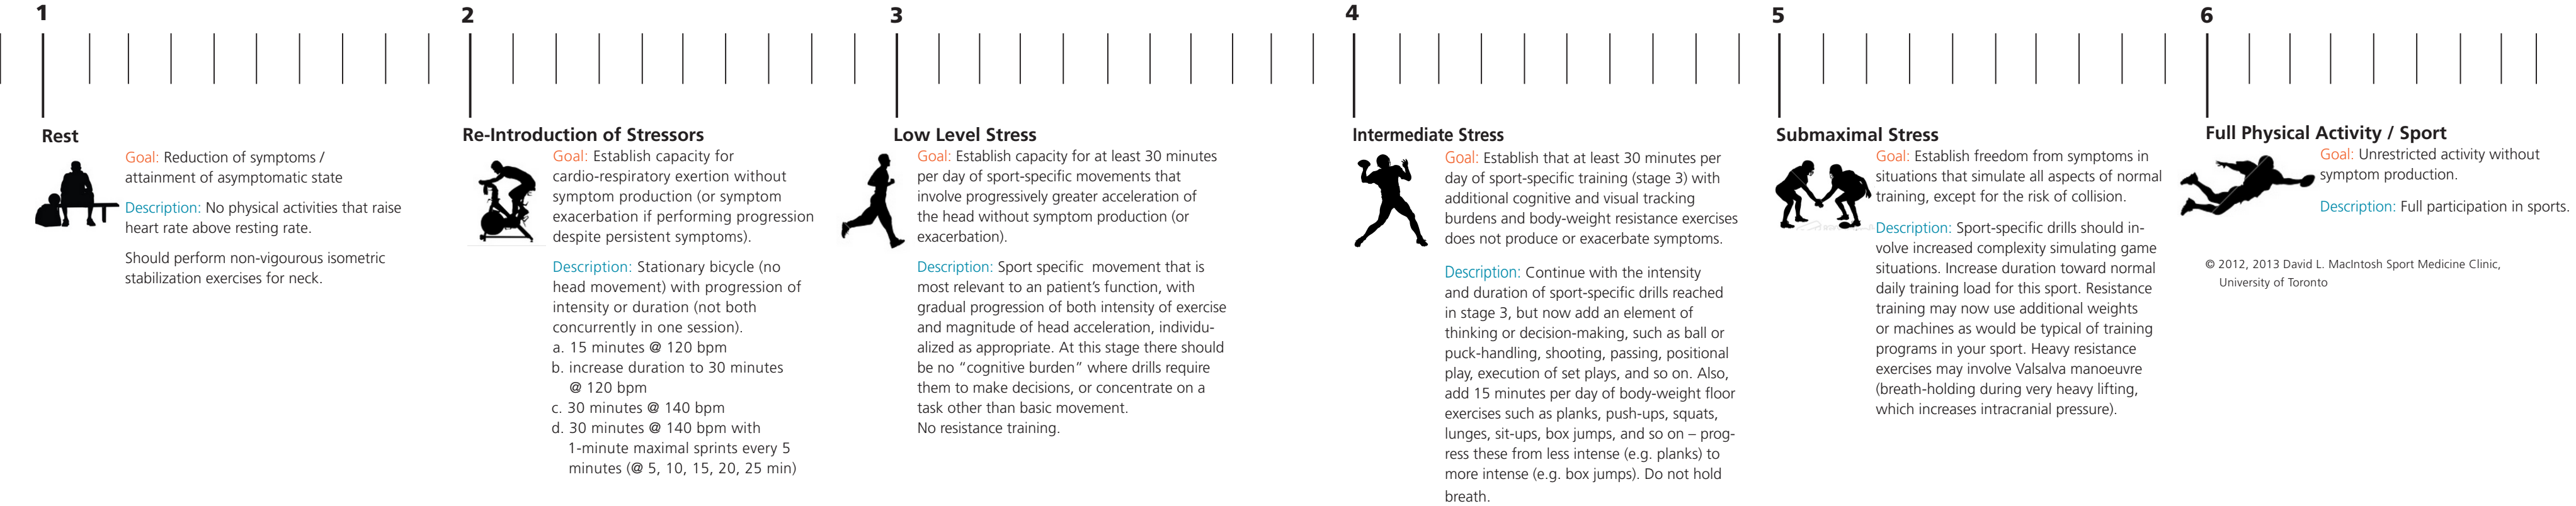 1
Rest
Goal: Reduction of symptoms /
attainment of asymptomatic state
Description: No physical activities that raise
heart rate above resting rate.
Should perform non-vigourous isometric
stabilization exercises for neck.
2
Re-Introduction of Stressors
Goal: Establish capacity for
cardio-respiratory exertion without
symptom production (or symptom
exacerbation if performing progression
despite persistent symptoms).
Description: Stationary bicycle (no
head movement) with progression of
intensity or duration (not both
concurrently in one session).
a. 15 minutes @ 120 bpm
b. increase duration to 30 minutes
@ 120 bpm
c. 30 minutes @ 140 bpm
d. 30 minutes @ 140 bpm with
1-minute maximal sprints every 5
minutes (@ 5, 10, 15, 20, 25 min)
3
Low Level Stress
Goal: Establish capacity for at least 30 minutes
per day of sport-specific movements that
involve progressively greater acceleration of
the head without symptom production (or
exacerbation).
Description: Sport specific  movement that is
most relevant to an patient's function, with
gradual progression of both intensity of exercise
and magnitude of head acceleration, individu-
alized as appropriate. At this stage there should
be no "cognitive burden" where drills require
them to make decisions, or concentrate on a
task other than basic movement.
No resistance training.
4
Intermediate Stress
Goal: Establish that at least 30 minutes per
day of sport-specific training (stage 3) with
additional cognitive and visual tracking
burdens and body-weight resistance exercises
does not produce or exacerbate symptoms.
Description: Continue with the intensity
and duration of sport-specific drills reached
in stage 3, but now add an element of
thinking or decision-making, such as ball or
puck-handling, shooting, passing, positional
play, execution of set plays, and so on. Also,
add 15 minutes per day of body-weight floor
exercises such as planks, push-ups, squats,
lunges, sit-ups, box jumps, and so on – prog-
ress these from less intense (e.g. planks) to
more intense (e.g. box jumps). Do not hold
breath.
5
Submaximal Stress
Goal: Establish freedom from symptoms in
situations that simulate all aspects of normal
training, except for the risk of collision.
Description: Sport-specific drills should in-
volve increased complexity simulating game
situations. Increase duration toward normal
daily training load for this sport. Resistance
training may now use additional weights
or machines as would be typical of training
programs in your sport. Heavy resistance
exercises may involve Valsalva manoeuvre
(breath-holding during very heavy lifting,
which increases intracranial pressure).
6
Full Physical Activity / Sport
Goal: Unrestricted activity without
symptom production.
Description: Full participation in sports.
© 2012, 2013 David L. MacIntosh Sport Medicine Clinic,
University of Toronto